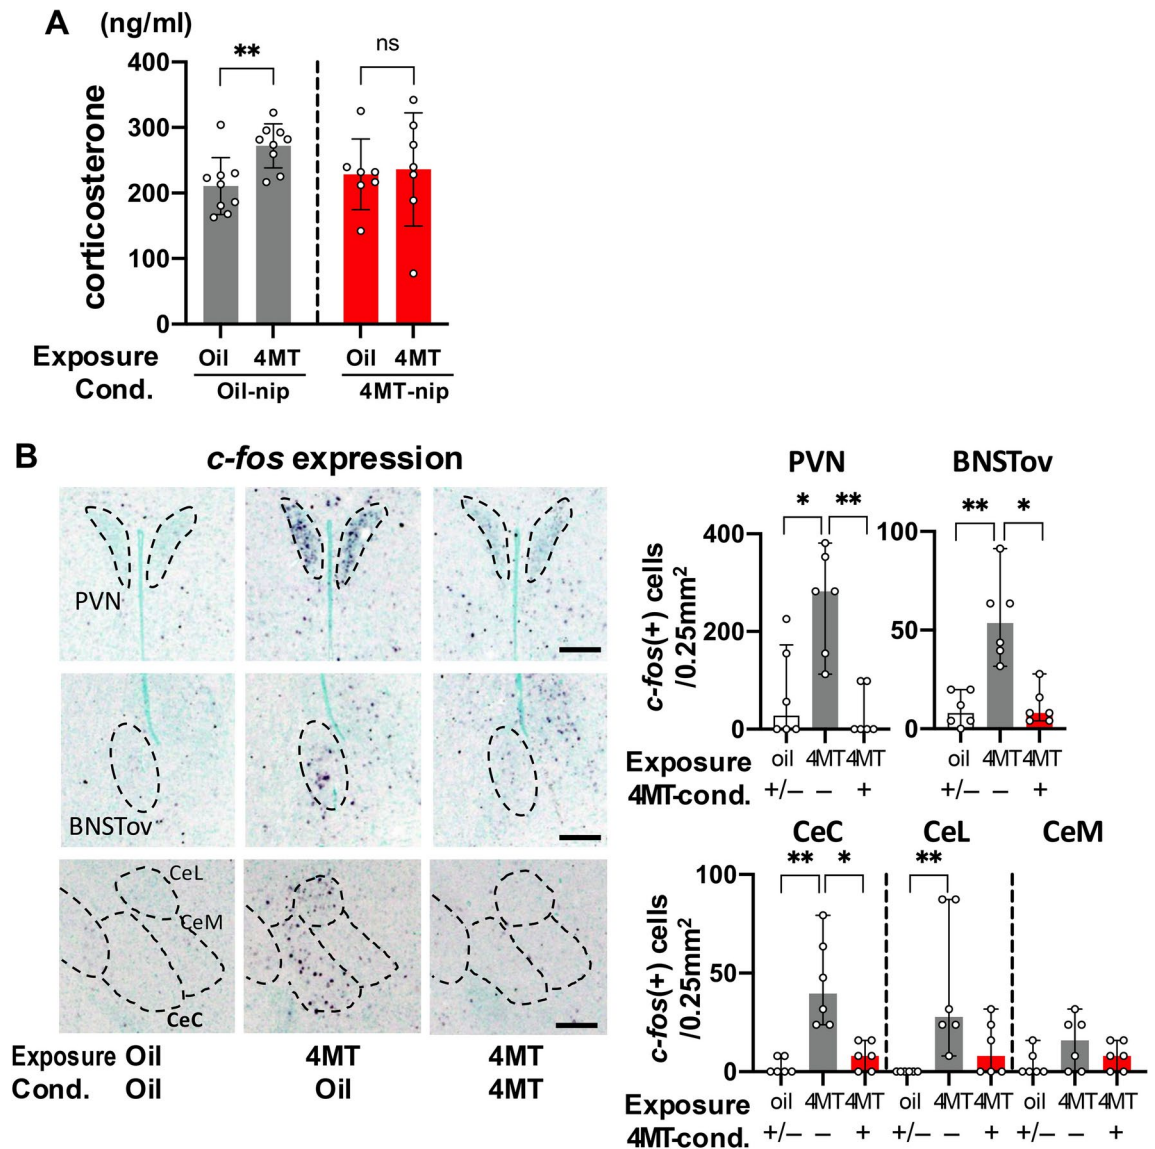 A (ng/ml)
corticosterone
400
300
200
100
0
** ns
Exposure Oil 4MT Oil 4MT
Cond. Oil-nip 4MT-nip
B c-fos expression
PVN
BNSTov
CeL
CeM
CeC
Exposure Oil 4MT 4MT
Cond. Oil Oil 4MT
PVN BNSTov
* ** ** *
c-fos(+) cells
/0.25mm2
400
200
0
100
50
0
Exposure oil 4MT 4MT oil 4MT 4MT
4MT-cond. +/− − + +/− − +
CeC CeL CeM
** * **
c-fos(+) cells
/0.25mm2
100
50
0
Exposure oil 4MT 4MT oil 4MT 4MT oil 4MT 4MT
4MT-cond. +/− − + +/− − + +/− − +